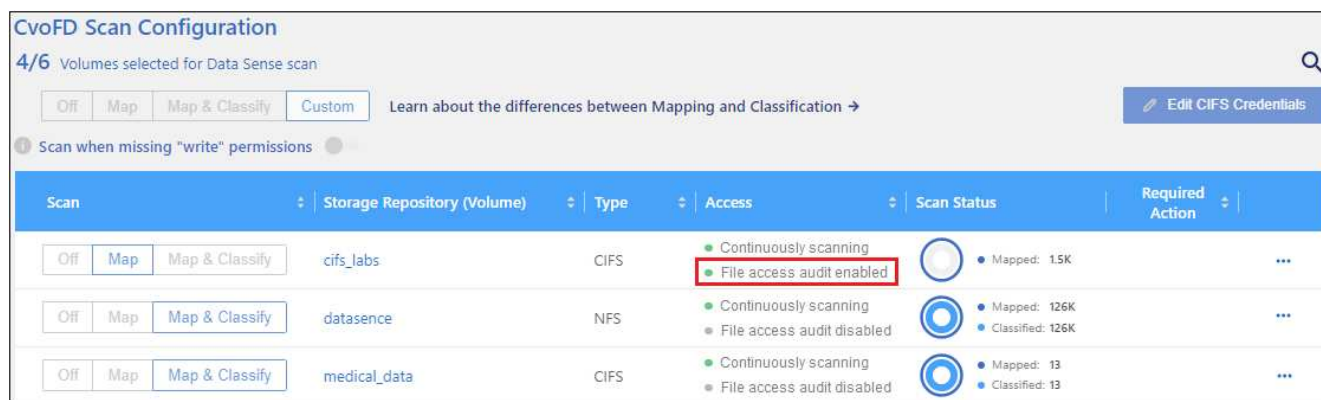 CvoFD Scan Configuration
4/6 Volumes selected for Data Sense scan
Off Map Map & Classify Custom Learn about the differences between Mapping and Classification → Edit CIFS Credentials
Scan when missing "write" permissions
Scan Storage Repository (Volume) Type Access Scan Status Required Action
Off Map Map & Classify cifs_labs CIFS Continuously scanning Mapped: 1.5K
File access audit enabled
Off Map Map & Classify datasence NFS Continuously scanning Mapped: 126K
File access audit disabled Classified: 126K
Off Map Map & Classify medical_data CIFS Continuously scanning Mapped: 13
File access audit disabled Classified: 13